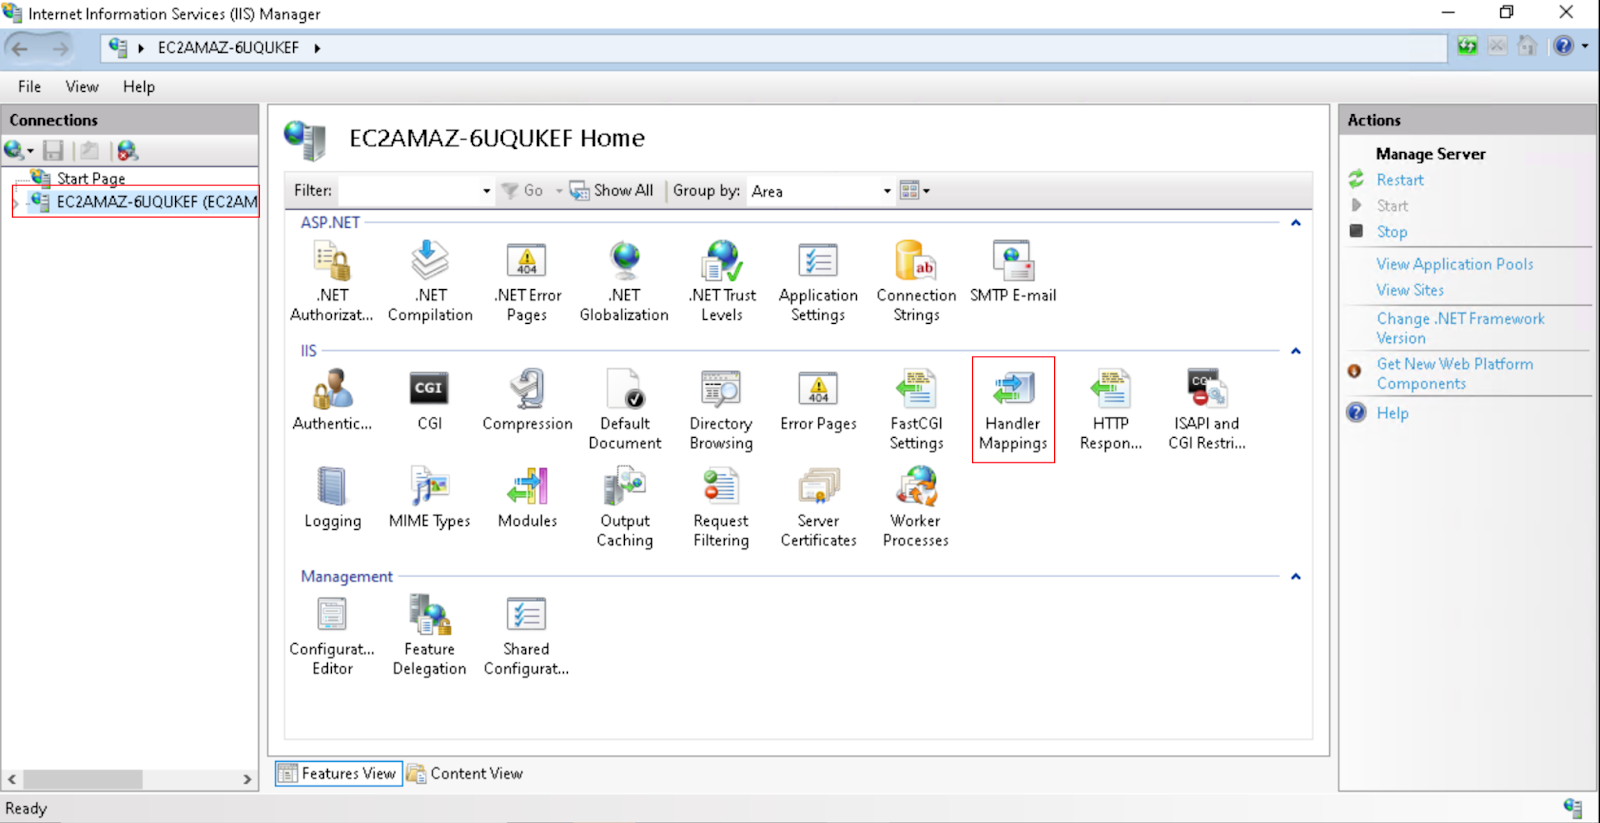 Internet Information Services (IIS) Manager
EC2AMAZ-6UQUKEF
File View Help
Connections
Start Page
EC2AMAZ-6UQUKEF (EC2AM
EC2AMAZ-6UQUKEF Home
Filter: Go Show All Group by: Area
ASP.NET
.NET Authorizat...
.NET Compilation
.NET Error Pages
.NET Globalization
.NET Trust Levels
Application Settings
Connection Strings
SMTP E-mail
404
ab
IIS
Authentic...
CGI
CGI
Compression
Default Document
Directory Browsing
404
Error Pages
FastCGI Settings
Handler Mappings
HTTP Respon...
ISAPI and CGI Restri...
Logging
MIME Types
Modules
Output Caching
Request Filtering
Server Certificates
Worker Processes
Management
Configurat... Editor
Feature Delegation
Shared Configurat...
Features View
Content View
Actions
Manage Server
Restart
Start
Stop
View Application Pools
View Sites
Change .NET Framework
Version
Get New Web Platform
Components
Help
Ready